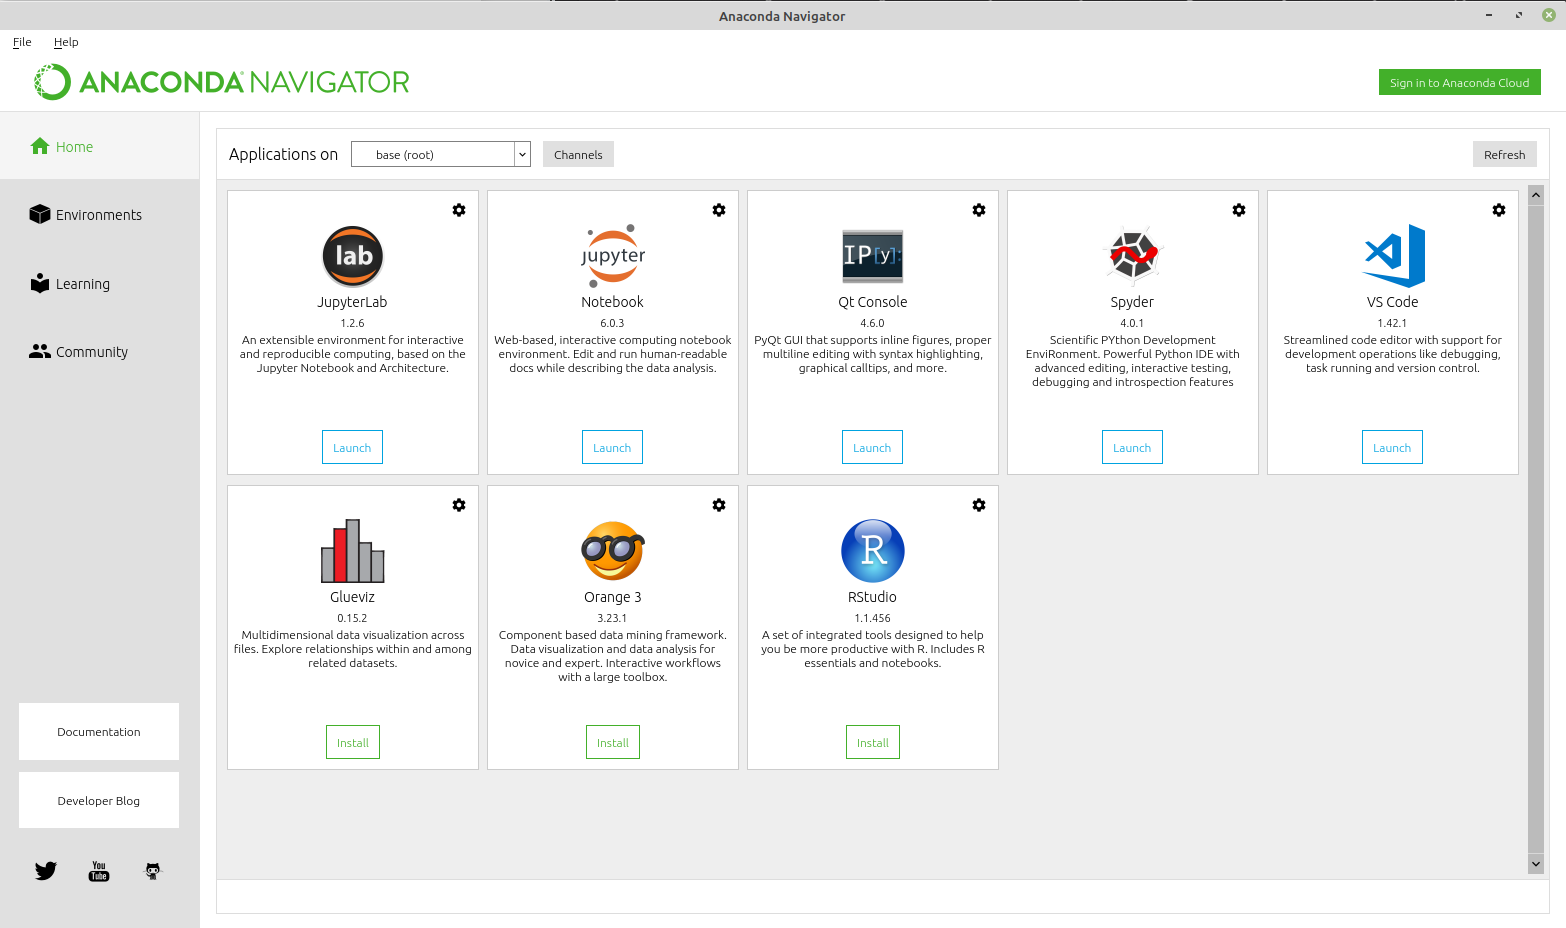 Anaconda Navigator
File Help
ANACONDA NAVIGATOR
Sign in to Anaconda Cloud
Home
Environments
Learning
Community
Documentation
Developer Blog
You
Tube
Applications on base (root) Channels Refresh
lab
JupyterLab
1.2.6
An extensible environment for interactive
and reproducible computing, based on the
Jupyter Notebook and Architecture.
Launch
jupyter
Notebook
6.0.3
Web-based, interactive computing notebook
environment. Edit and run human-readable
docs while describing the data analysis.
Launch
IP[y]:
Qt Console
4.6.0
PyQt GUI that supports inline figures, proper
multiline editing with syntax highlighting,
graphical calltips, and more.
Launch
Spyder
4.0.1
Scientific PYthon Development
EnviRonment. Powerful Python IDE with
advanced editing, interactive testing,
debugging and introspection features
Launch
VS Code
1.42.1
Streamlined code editor with support for
development operations like debugging,
task running and version control.
Launch
Glueviz
0.15.2
Multidimensional data visualization across
files. Explore relationships within and among
related datasets.
Install
Orange 3
3.23.1
Component based data mining framework.
Data visualization and data analysis for
novice and expert. Interactive workflows
with a large toolbox.
Install
R
RStudio
1.1.456
A set of integrated tools designed to help
you be more productive with R. Includes R
essentials and notebooks.
Install